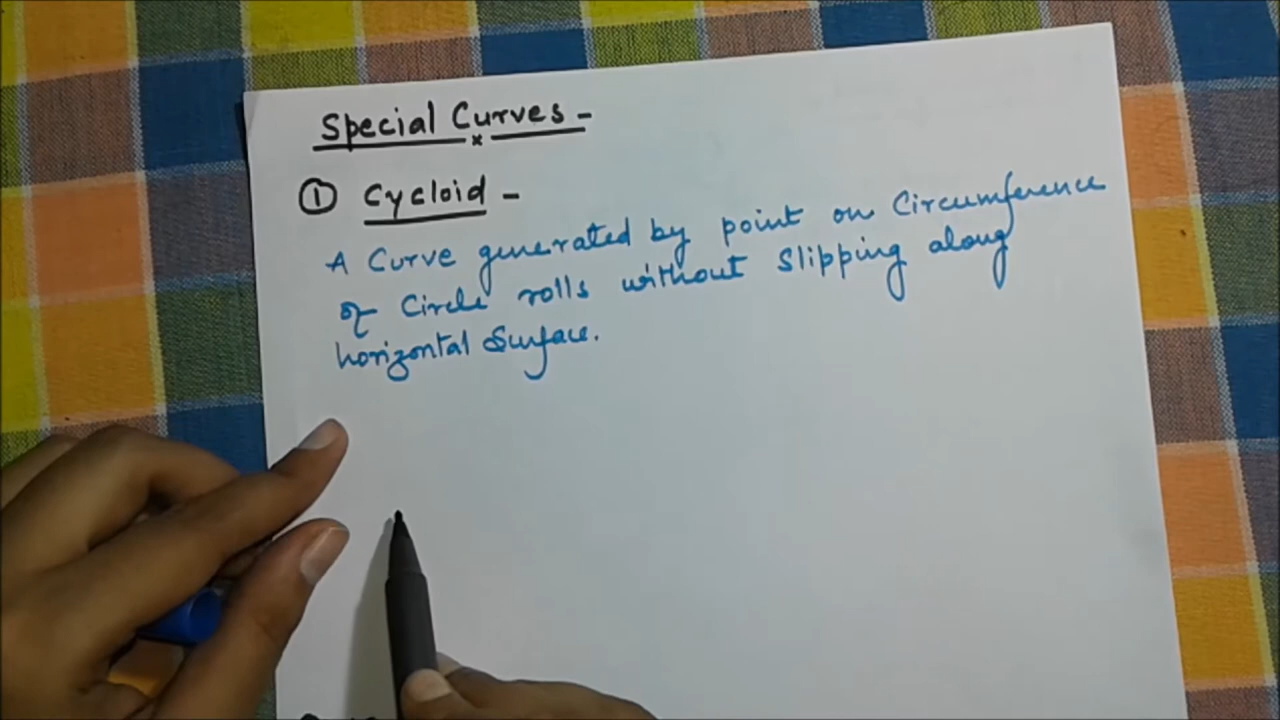 Special Curves -
① Cycloid -
A Curve generated by point on Circumference
of Circle rolls without Slipping along
horizontal Surface.